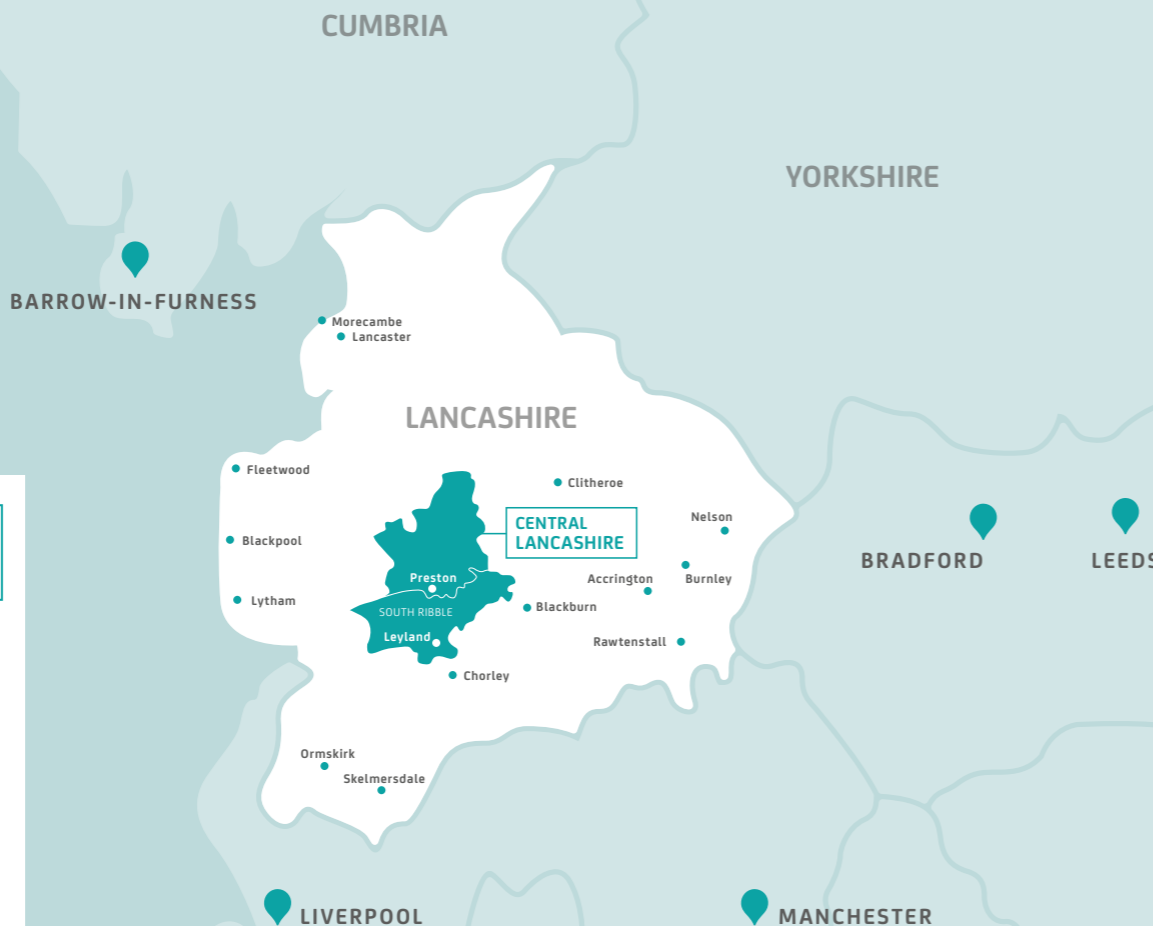 CUMBRIA
YORKSHIRE
BARROW-IN-FURNESS
Morecambe
Lancaster
LANCASHIRE
Fleetwood
Clitheroe
CENTRAL
LANCASHIRE
Nelson
Blackpool
BRADFORD
LEEDS
Preston
Accrington
Burnley
Lytham
SOUTH RIBBLE
Blackburn
Leyland
Rawtenstall
Chorley
Ormskirk
Skelmersdale
LIVERPOOL
MANCHESTER